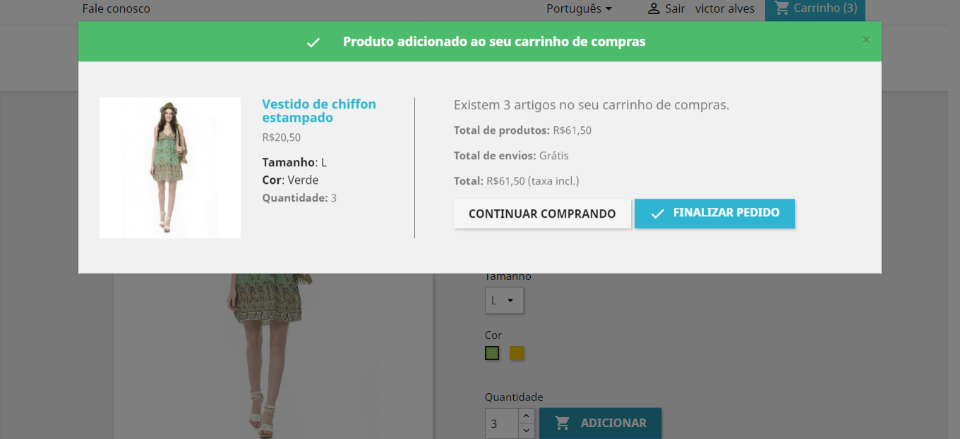 Fale conosco
Português
Sair victor alves
Carrinho (3)
Produto adicionado ao seu carrinho de compras
×
Vestido de chiffon
estampado
R$20,50
Tamanho: L
Cor: Verde
Quantidade: 3
Existem 3 artigos no seu carrinho de compras.
Total de produtos: R$61,50
Total de envios: Grátis
Total: R$61,50 (taxa incl.)
CONTINUAR COMPRANDO
FINALIZAR PEDIDO
Tamanho
L
Cor
Quantidade
3
ADICIONAR